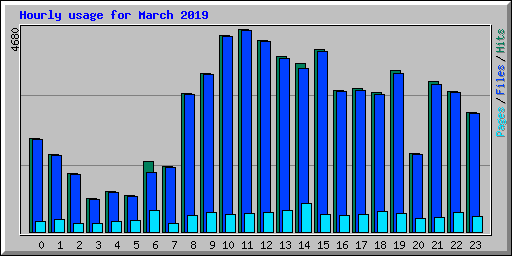 Hourly usage for March 2019
4680
Pages/Files/Hits
0 1 2 3 4 5 6 7 8 9 10 11 12 13 14 15 16 17 18 19 20 21 22 23